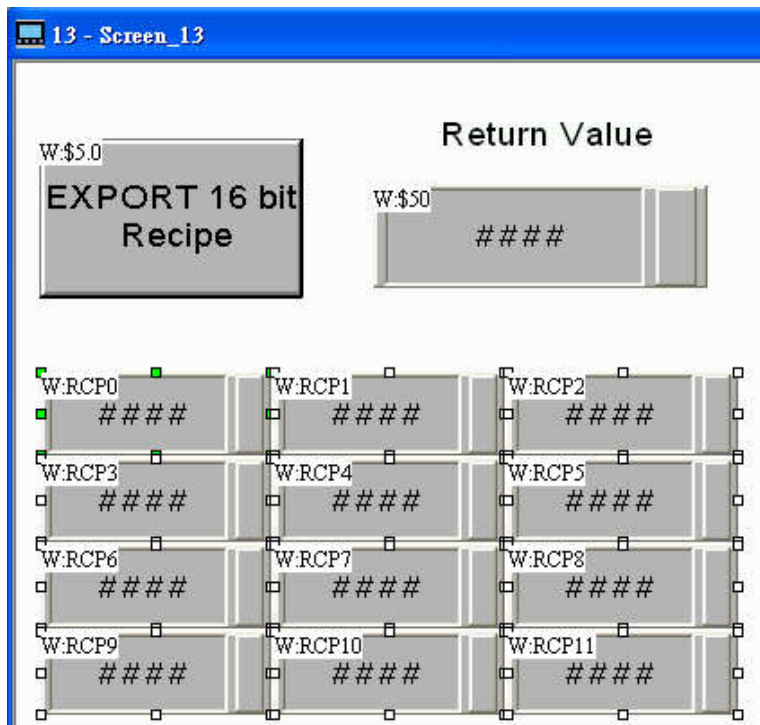 13 - Screen_13
Return Value
W:$5.0
EXPORT 16 bit
Recipe
W:$50
####
W:RCP0
####
W:RCP1
####
W:RCP2
####
W:RCP3
####
W:RCP4
####
W:RCP5
####
W:RCP6
####
W:RCP7
####
W:RCP8
####
W:RCP9
####
W:RCP10
####
W:RCP11
####